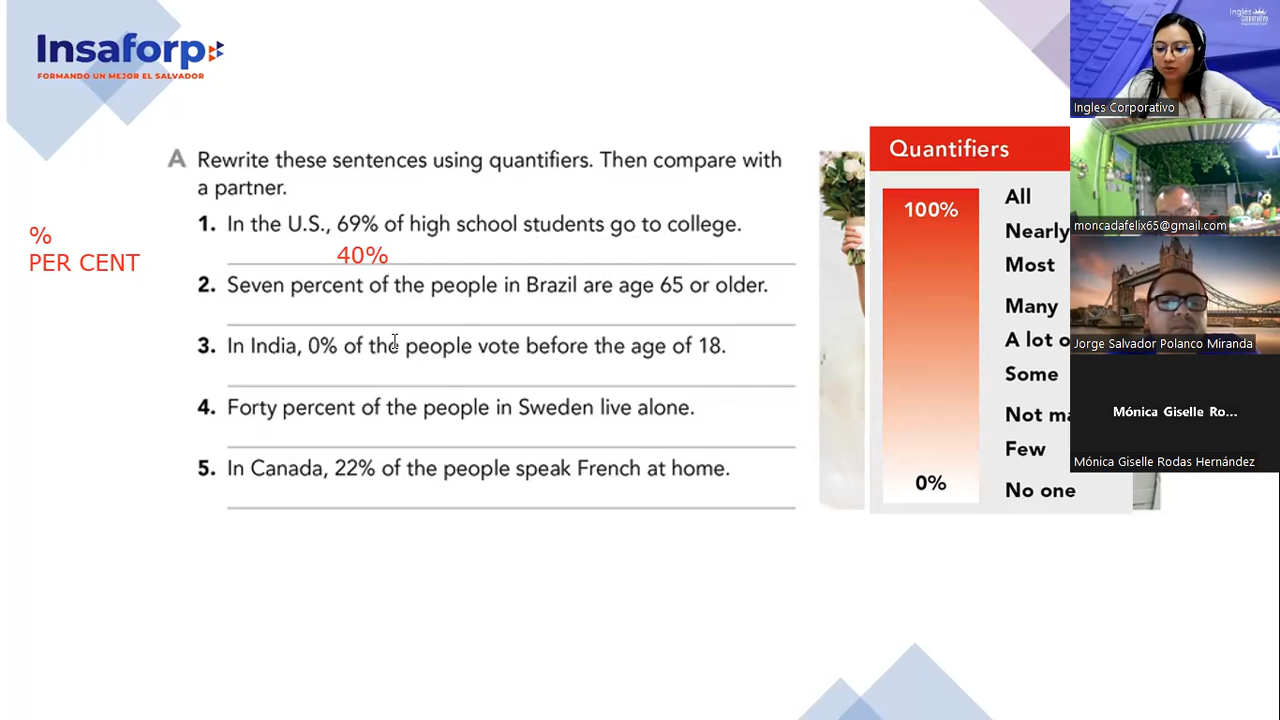 Insaforp
FORMANDO UN MEJOR EL SALVADOR
A Rewrite these sentences using quantifiers. Then compare with
a partner.
1. In the U.S., 69% of high school students go to college.
%
PER CENT
40%
2. Seven percent of the people in Brazil are age 65 or older.
3. In India, 0% of the people vote before the age of 18.
4. Forty percent of the people in Sweden live alone.
5. In Canada, 22% of the people speak French at home.
Quantifiers
100%
0%
All
Nearly
Most
Many
A lot o
Some
Not ma
Few
No one
Ingles
Corporativo
Ingles Corporativo
moncadafelix65@gmail.com
Jorge Salvador Polanco Miranda
Mónica Giselle Ro...
Mónica Giselle Rodas Hernández